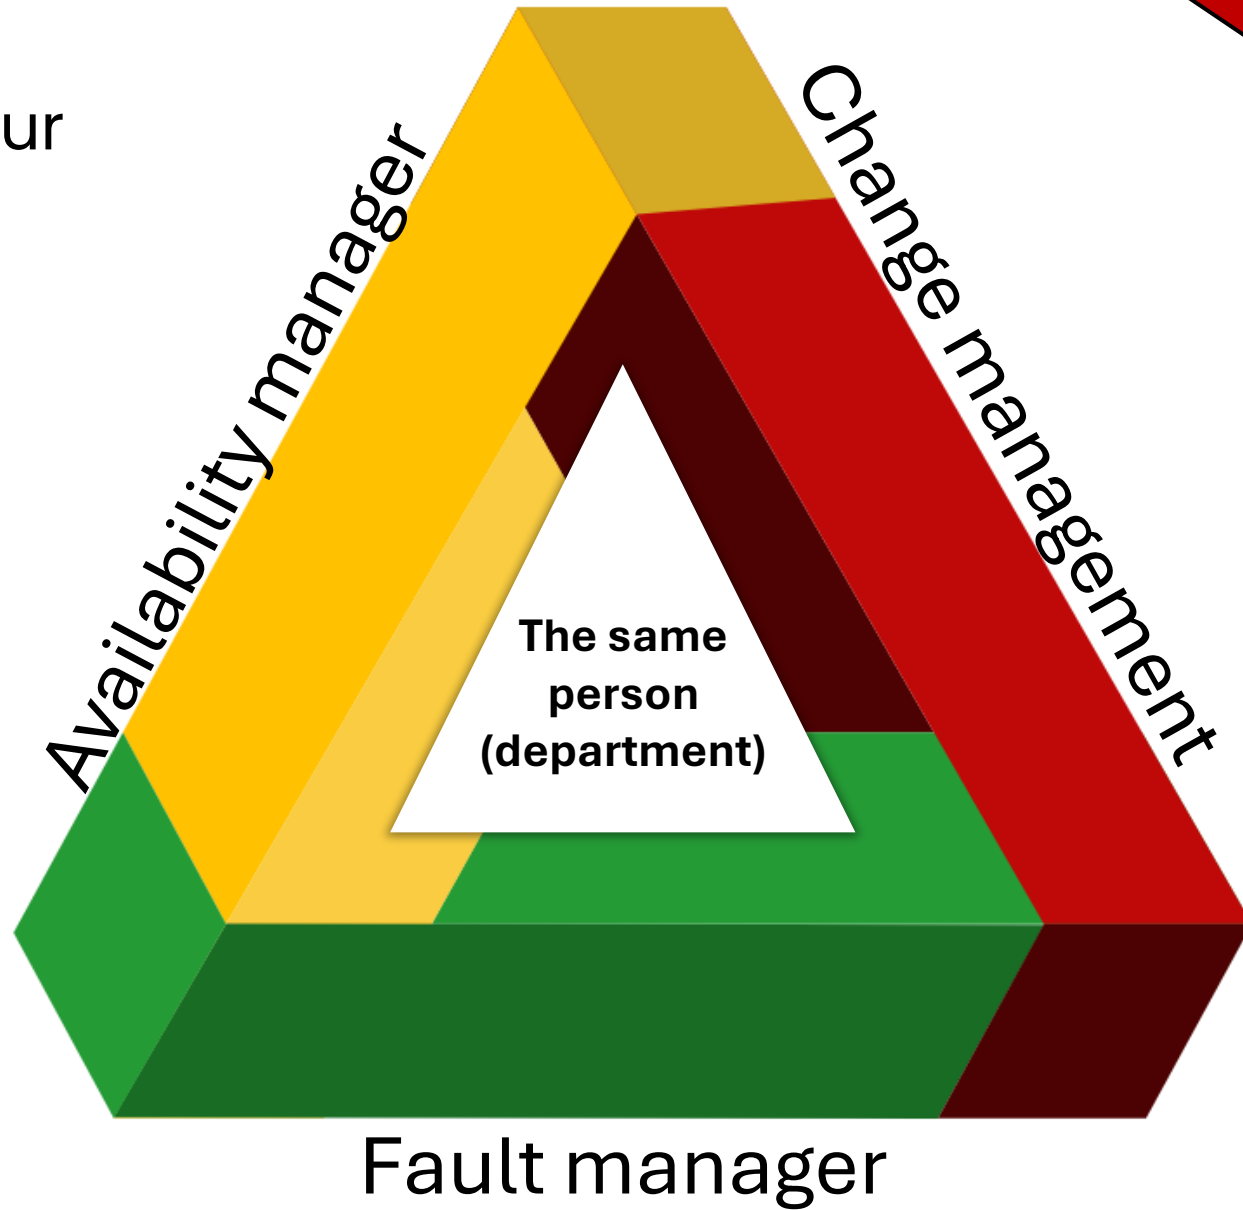 ur
Availability manager
Change management
The same
person
(department)
Fault manager